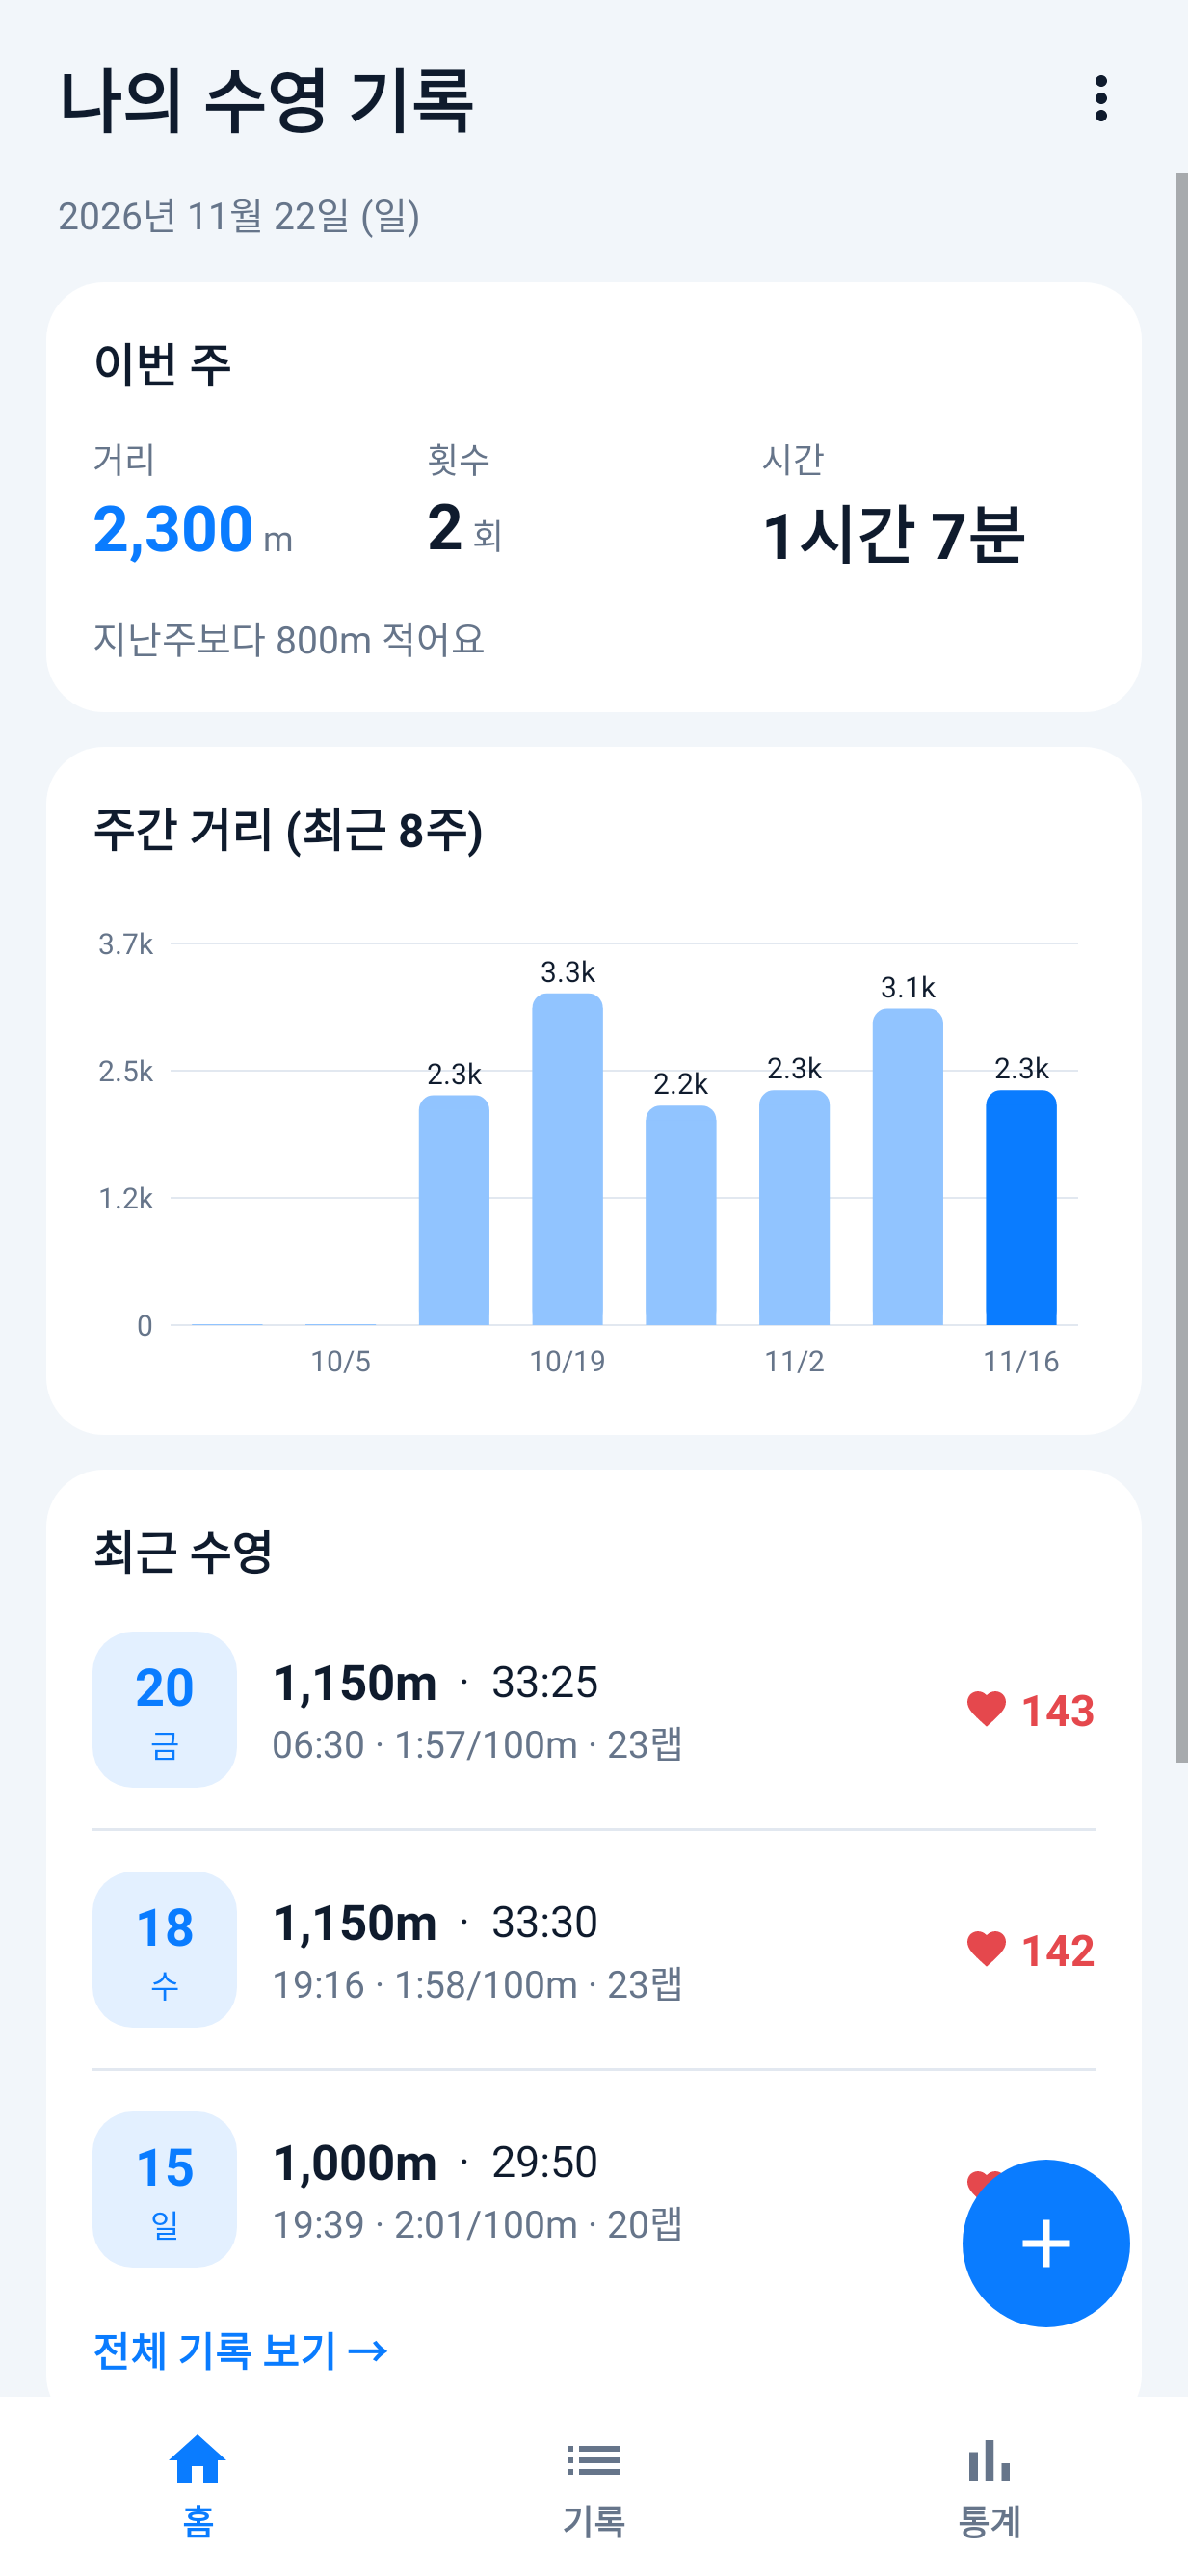 나의 수영 기록
2026년 11월 22일 (일)
이번 주
거리 횟수 시간
2,300 m 2 회 1시간 7분
지난주보다 800m 적어요
주간 거리 (최근 8주)
3.7k
3.3k
3.1k
2.5k
2.3k 2.2k 2.3k 2.3k
1.2k
0
10/5 10/19 11/2 11/16
최근 수영
20 금
1,150m · 33:25
06:30 · 1:57/100m · 23랩
143
18 수
1,150m · 33:30
19:16 · 1:58/100m · 23랩
142
15 일
1,000m · 29:50
19:39 · 2:01/100m · 20랩
+
전체 기록 보기 →
홈 기록 통계